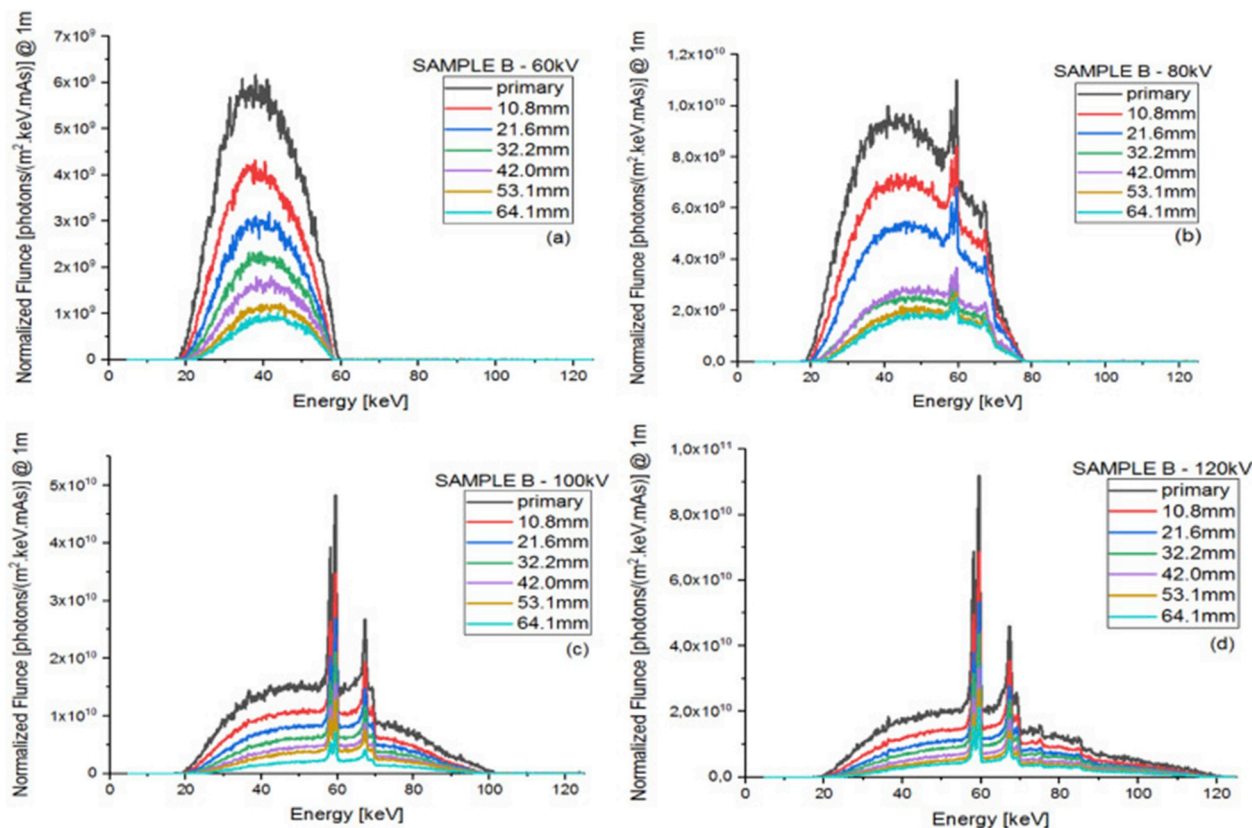 Normalized Flunce [photons/(m².keV.mAs)] @ 1m
7x10⁹
6x10⁹
5x10⁹
4x10⁹
3x10⁹
2x10⁹
1x10⁹
0
SAMPLE B - 60kV
primary
10.8mm
21.6mm
32.2mm
42.0mm
53.1mm
64.1mm
(a)
0 20 40 60 80 100 120
Energy [keV]
Normalized Flunce [photons/(m².keV.mAs)] @ 1m
1,2x10¹⁰
1,0x10¹⁰
8,0x10⁹
6,0x10⁹
4,0x10⁹
2,0x10⁹
0,0
SAMPLE B - 80kV
primary
10.8mm
21.6mm
32.2mm
42.0mm
53.1mm
64.1mm
(b)
0 20 40 60 80 100 120
Energy [keV]
Normalized Flunce [photons/(m².keV.mAs)] @ 1m
5x10¹⁰
4x10¹⁰
3x10¹⁰
2x10¹⁰
1x10¹⁰
0
SAMPLE B - 100kV
primary
10.8mm
21.6mm
32.2mm
42.0mm
53.1mm
64.1mm
(c)
0 20 40 60 80 100 120
Energy [keV]
Normalized Flunce [photons/(m².keV.mAs)] @ 1m
1,0x10¹¹
8,0x10¹⁰
6,0x10¹⁰
4,0x10¹⁰
2,0x10¹⁰
0,0
SAMPLE B - 120kV
primary
10.8mm
21.6mm
32.2mm
42.0mm
53.1mm
64.1mm
(d)
0 20 40 60 80 100 120
Energy [keV]